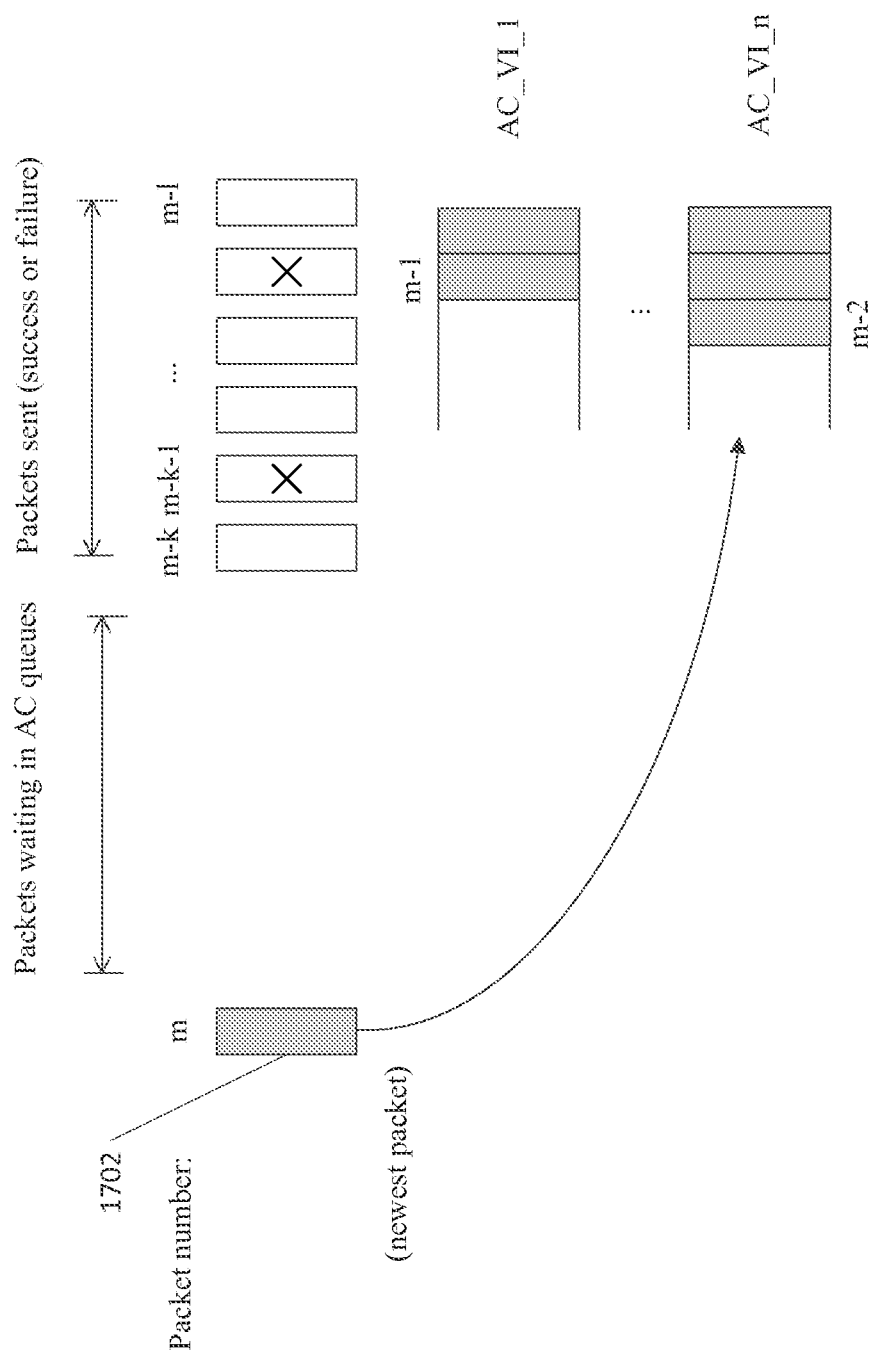 Packets waiting in AC queues
Packets sent (success or failure)
1702
Packet number:
m
m-k
m-k-1
...
m-l
(newest packet)
m-1
AC_VI_1
...
AC_VI_n
m-2